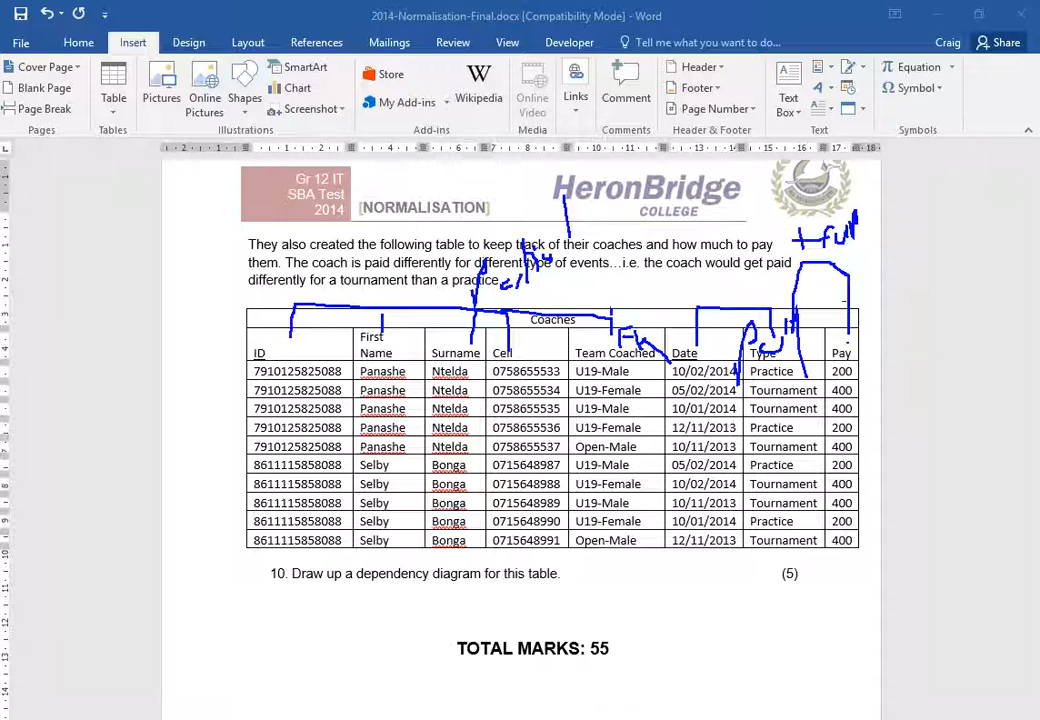 2014-Normalisation-Final.docx [Compatibility Mode] - Word
File Home Insert Design Layout References Mailings Review View Developer Tell me what you want to do... Craig Share
Cover Page
Blank Page
Page Break
Pages
Table
Tables
Pictures
Online Pictures
Shapes
SmartArt
Chart
Screenshot
Illustrations
Store
My Add-ins
Wikipedia
Add-ins
Online Video
Media
Links
Comment
Comments
Header
Footer
Page Number
Header & Footer
Text Box
Text
Equation
Symbol
Symbols
Gr 12 IT
SBA Test
2014
[NORMALISATION]
HeronBridge
COLLEGE
They also created the following table to keep track of their coaches and how much to pay
them. The coach is paid differently for different type of events…i.e. the coach would get paid
differently for a tournament than a practice.
Coaches
ID First Name Surname Cell Team Coached Date Type Pay
7910125825088 Panashe Ntelda 0758655533 U19-Male 10/02/2014 Practice 200
7910125825088 Panashe Ntelda 0758655534 U19-Female 05/02/2014 Tournament 400
7910125825088 Panashe Ntelda 0758655535 U19-Male 10/01/2014 Tournament 400
7910125825088 Panashe Ntelda 0758655536 U19-Female 12/11/2013 Practice 200
7910125825088 Panashe Ntelda 0758655537 Open-Male 10/11/2013 Tournament 400
8611115858088 Selby Bonga 0715648987 U19-Male 05/02/2014 Practice 200
8611115858088 Selby Bonga 0715648988 U19-Female 10/02/2014 Tournament 400
8611115858088 Selby Bonga 0715648989 U19-Male 10/11/2013 Tournament 400
8611115858088 Selby Bonga 0715648990 U19-Female 10/01/2014 Practice 200
8611115858088 Selby Bonga 0715648991 Open-Male 12/11/2013 Tournament 400
10. Draw up a dependency diagram for this table. (5)
TOTAL MARKS: 55